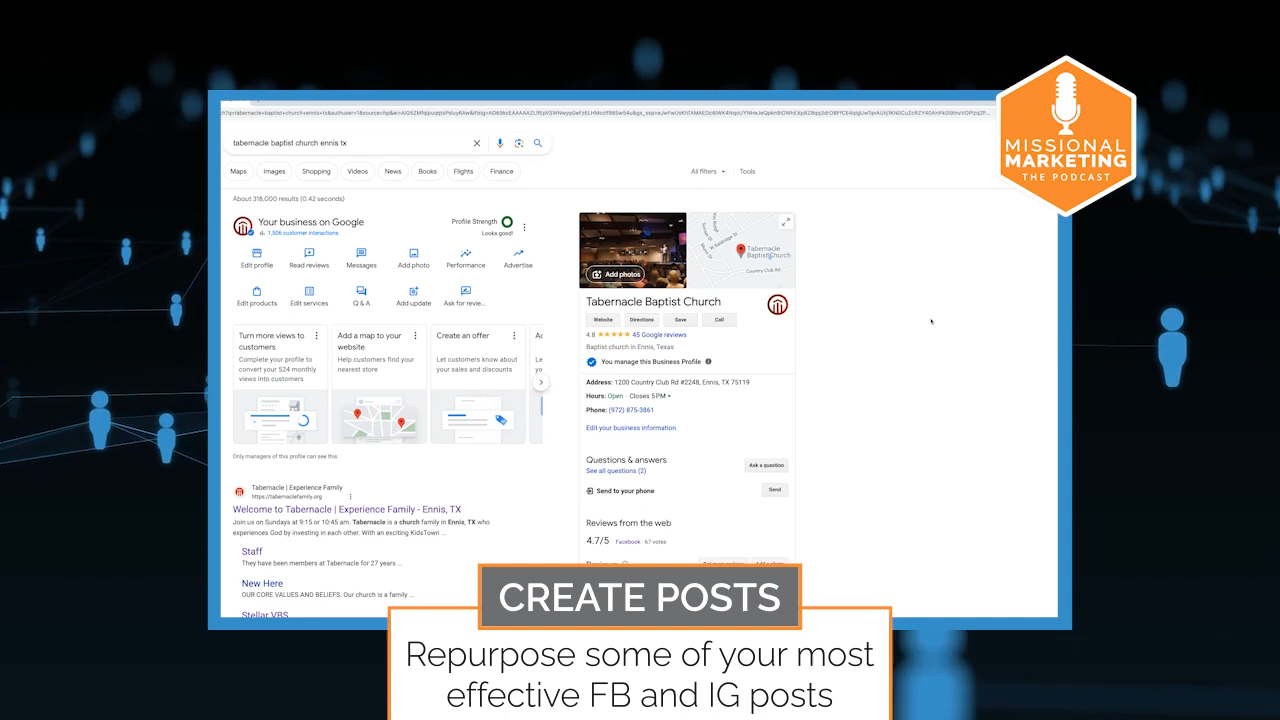 MISSIONAL
MARKETING
THE PODCAST
tabernacle baptist church ennis tx
Maps Images Shopping Videos News Books Flights Finance All filters Tools
About 318,000 results (0.42 seconds)
Your business on Google
1,506 customer interactions
Profile Strength
Looks good!
Edit profile Read reviews Messages Add photo Performance Advertise
Edit products Edit services Q & A Add update Ask for revie...
Turn more views to
customers
Complete your profile to
convert your 524 monthly
views into customers
Add a map to your
website
Help customers find your
nearest store
Create an offer
Let customers know about
your sales and discounts
Only managers of this profile can see this
Tabernacle | Experience Family
https://tabernaclefamily.org
Welcome to Tabernacle | Experience Family - Ennis, TX
Join us on Sundays at 9:15 or 10:45 am. Tabernacle is a church family in Ennis, TX who
experiences God by investing in each other. With an exciting KidsTown ...
Staff
They have been members at Tabernacle for 27 years ...
New Here
OUR CORE VALUES AND BELIEFS. Our church is a family ...
Stellar VBS
Add photos
Tabernacle
Baptist Church
Country Club Rd
Tabernacle Baptist Church
Website Directions Save Call
4.8 45 Google reviews
Baptist church in Ennis, Texas
You manage this Business Profile
Address: 1200 Country Club Rd #2248, Ennis, TX 75119
Hours: Open · Closes 5 PM
Phone: (972) 875-3861
Edit your business information
Questions & answers
See all questions (2)
Ask a question
Send to your phone
Send
Reviews from the web
4.7/5 Facebook · 67 votes
CREATE POSTS
Repurpose some of your most
effective FB and IG posts